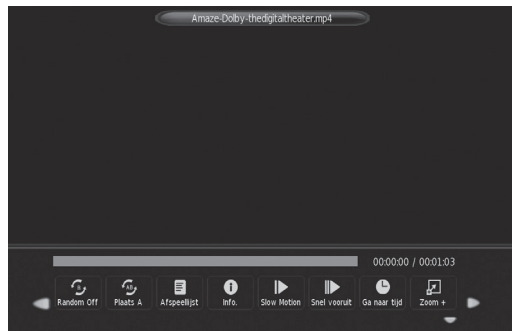 Amaze-Dolby-thedigitaltheater.mp4
00:00:00 / 00:01:03
Random Off Plaats A Afspeellijst Info. Slow Motion Snel vooruit Ga naar tijd Zoom +